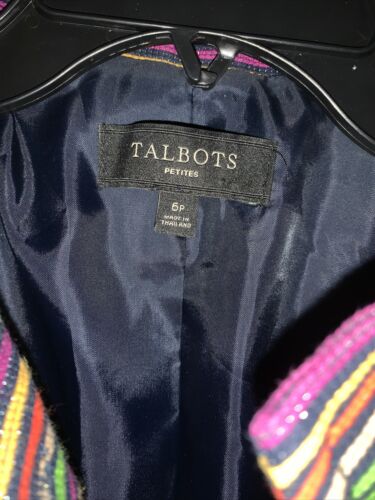 TALBOTS
PETITES
6P
MADE IN
THAILAND